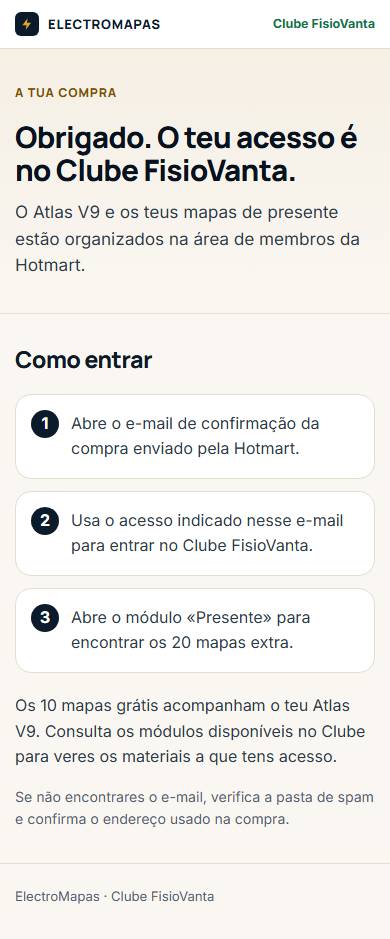 ELECTROMAPAS
Clube FisioVanta
A TUA COMPRA
Obrigado. O teu acesso é
no Clube FisioVanta.
O Atlas V9 e os teus mapas de presente
estão organizados na área de membros da
Hotmart.
Como entrar
1
Abre o e-mail de confirmação da
compra enviado pela Hotmart.
2
Usa o acesso indicado nesse e-mail
para entrar no Clube FisioVanta.
3
Abre o módulo «Presente» para
encontrar os 20 mapas extra.
Os 10 mapas grátis acompanham o teu Atlas
V9. Consulta os módulos disponíveis no Clube
para veres os materiais a que tens acesso.
Se não encontrares o e-mail, verifica a pasta de spam
e confirma o endereço usado na compra.
ElectroMapas · Clube FisioVanta